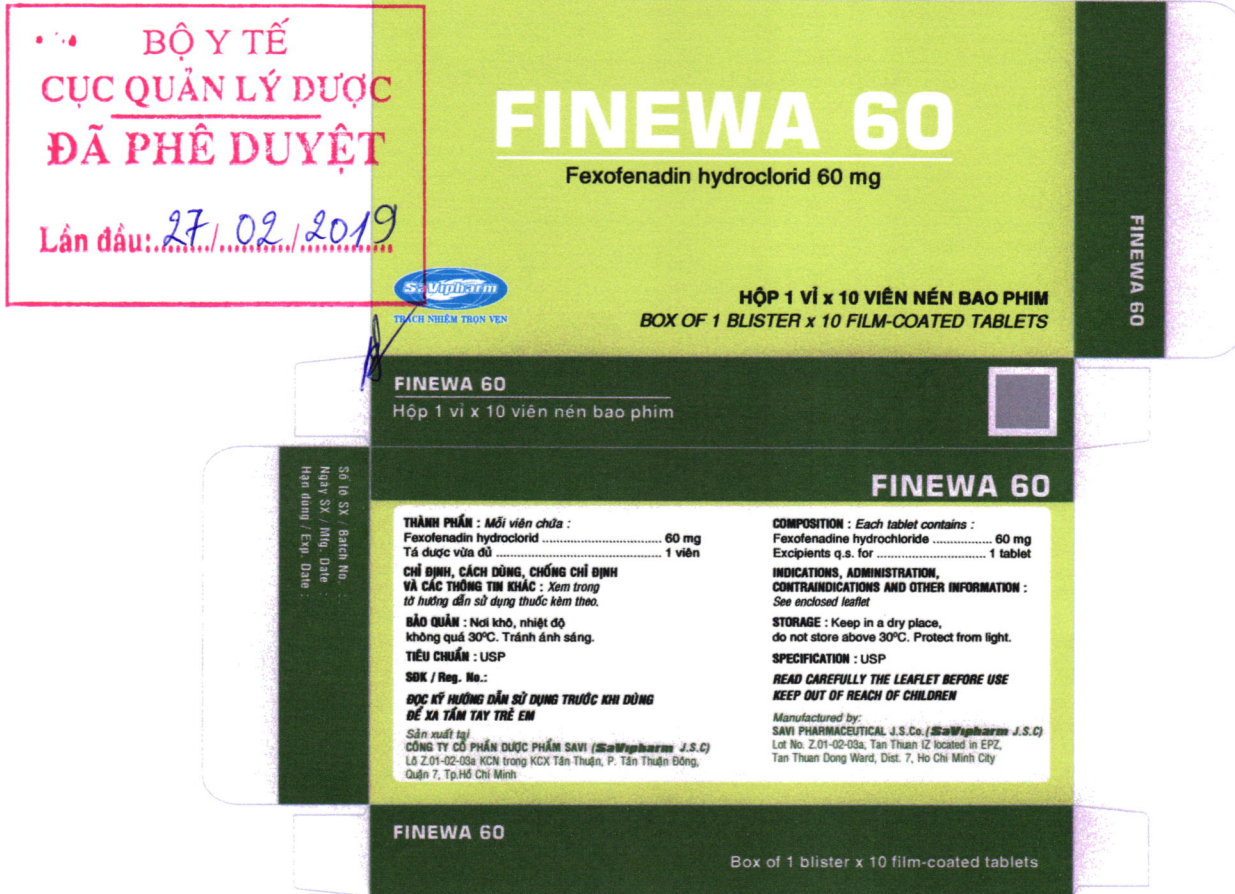 BỘ Y TẾ
CỤC QUẢN LÝ DƯỢC
ĐÃ PHÊ DUYỆT
Lần đầu: 27/ 02 / 2019
FINEWA 60
Fexofenadin hydroclorid 60 mg
SaVipharm
TRÁCH NHIỆM TRỌN VẸN
HỘP 1 VỈ x 10 VIÊN NÉN BAO PHIM
BOX OF 1 BLISTER x 10 FILM-COATED TABLETS
FINEWA 60
FINEWA 60
Hộp 1 vỉ x 10 viên nén bao phim
Số lô SX / Batch No. :
Ngày SX / Mfg. Date :
Hạn dùng / Exp. Date :
FINEWA 60
THÀNH PHẦN : Mỗi viên chứa :
Fexofenadin hydroclorid ................................ 60 mg
Tá dược vừa đủ ............................................. 1 viên
CHỈ ĐỊNH, CÁCH DÙNG, CHỐNG CHỈ ĐỊNH
VÀ CÁC THÔNG TIN KHÁC : Xem trong
tờ hướng dẫn sử dụng thuốc kèm theo.
BẢO QUẢN : Nơi khô, nhiệt độ
không quá 30ºC. Tránh ánh sáng.
TIÊU CHUẨN : USP
SĐK / Reg. No.:
ĐỌC KỸ HƯỚNG DẪN SỬ DỤNG TRƯỚC KHI DÙNG
ĐỂ XA TẦM TAY TRẺ EM
Sản xuất tại
CÔNG TY CỔ PHẦN DƯỢC PHẨM SAVI (SaVipharm J.S.C)
Lô Z.01-02-03a KCN trong KCX Tân Thuận, P. Tân Thuận Đông,
Quận 7, Tp.Hồ Chí Minh
COMPOSITION : Each tablet contains :
Fexofenadine hydrochloride ................ 60 mg
Excipients q.s. for .............................. 1 tablet
INDICATIONS, ADMINISTRATION,
CONTRAINDICATIONS AND OTHER INFORMATION :
See enclosed leaflet
STORAGE : Keep in a dry place,
do not store above 30ºC. Protect from light.
SPECIFICATION : USP
READ CAREFULLY THE LEAFLET BEFORE USE
KEEP OUT OF REACH OF CHILDREN
Manufactured by:
SAVI PHARMACEUTICAL J.S.Co. (SaVipharm J.S.C)
Lot No. Z.01-02-03a, Tan Thuan IZ located in EPZ,
Tan Thuan Dong Ward, Dist. 7, Ho Chi Minh City
FINEWA 60
Box of 1 blister x 10 film-coated tablets